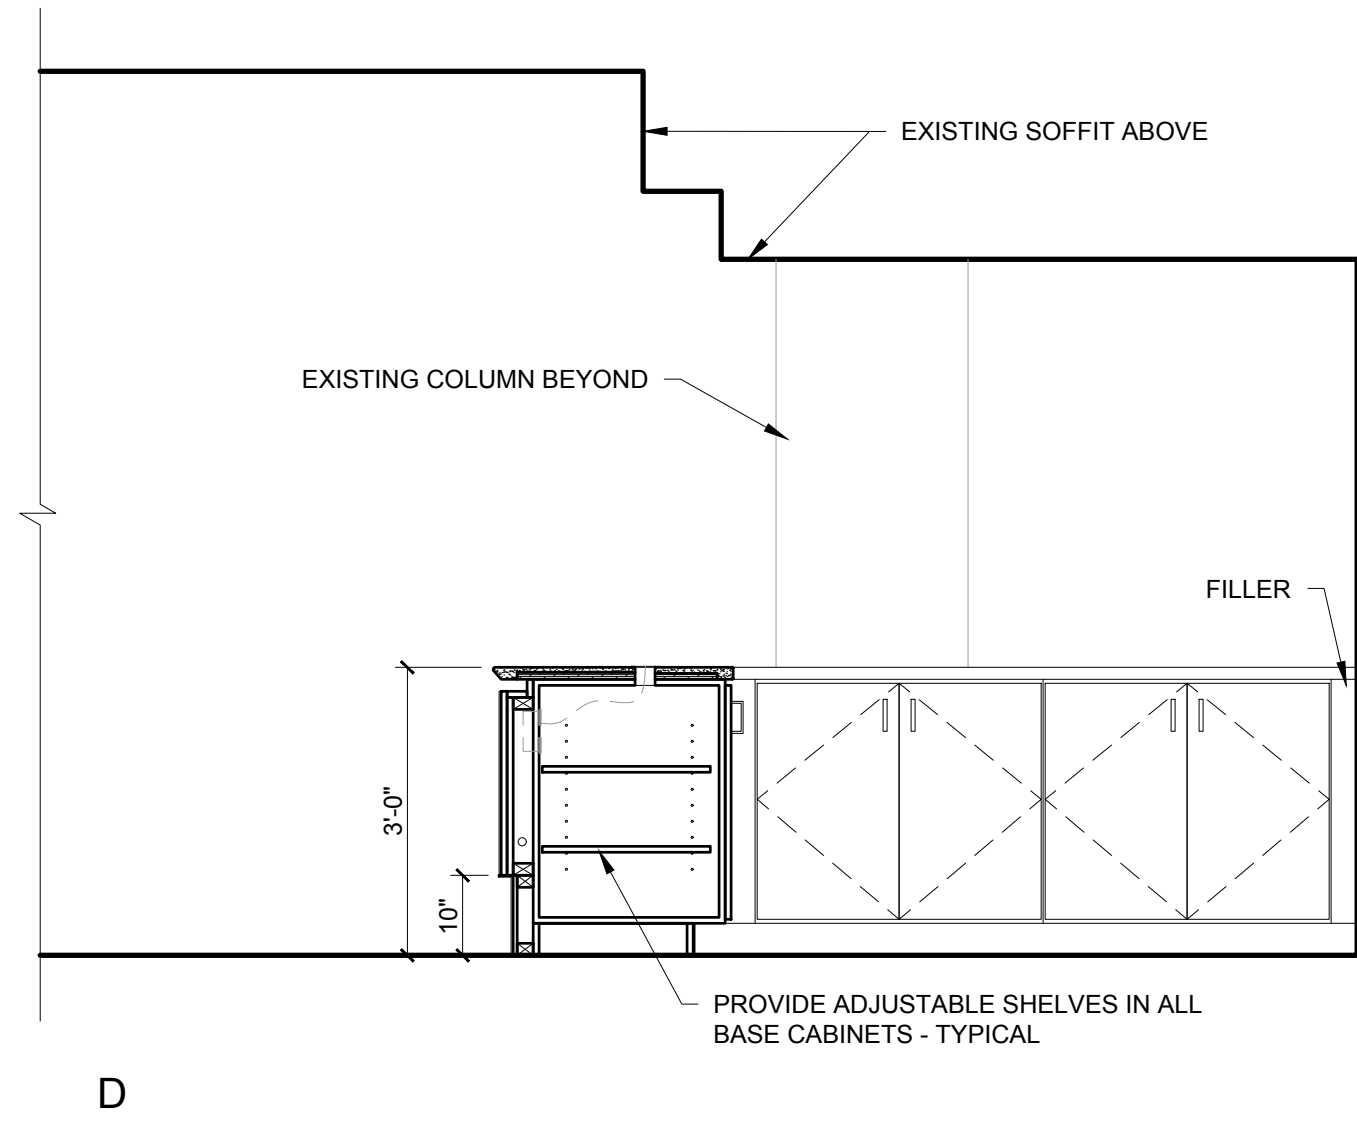 EXISTING SOFFIT ABOVE
EXISTING COLUMN BEYOND
FILLER
3'-0"
10"
PROVIDE ADJUSTABLE SHELVES IN ALL
BASE CABINETS - TYPICAL
D